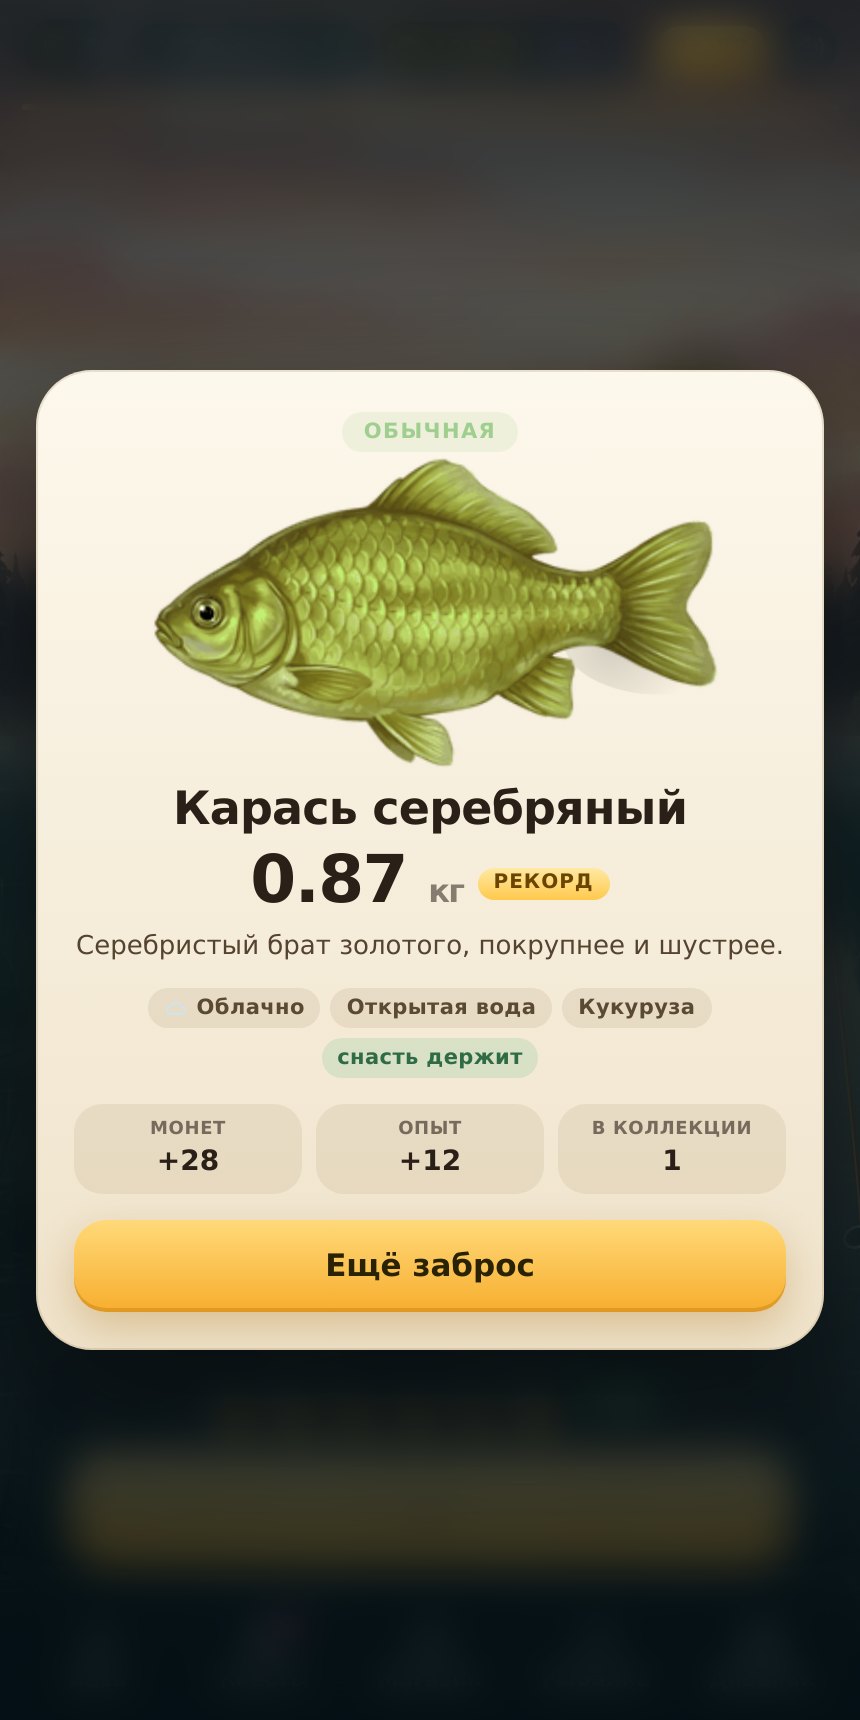 ОБЫЧНАЯ
Карась серебряный
0.87 кг РЕКОРД
Серебристый брат золотого, покрупнее и шустрее.
Облачно Открытая вода Кукуруза
снасть держит
МОНЕТ ОПЫТ В КОЛЛЕКЦИИ
+28 +12 1
Ещё заброс